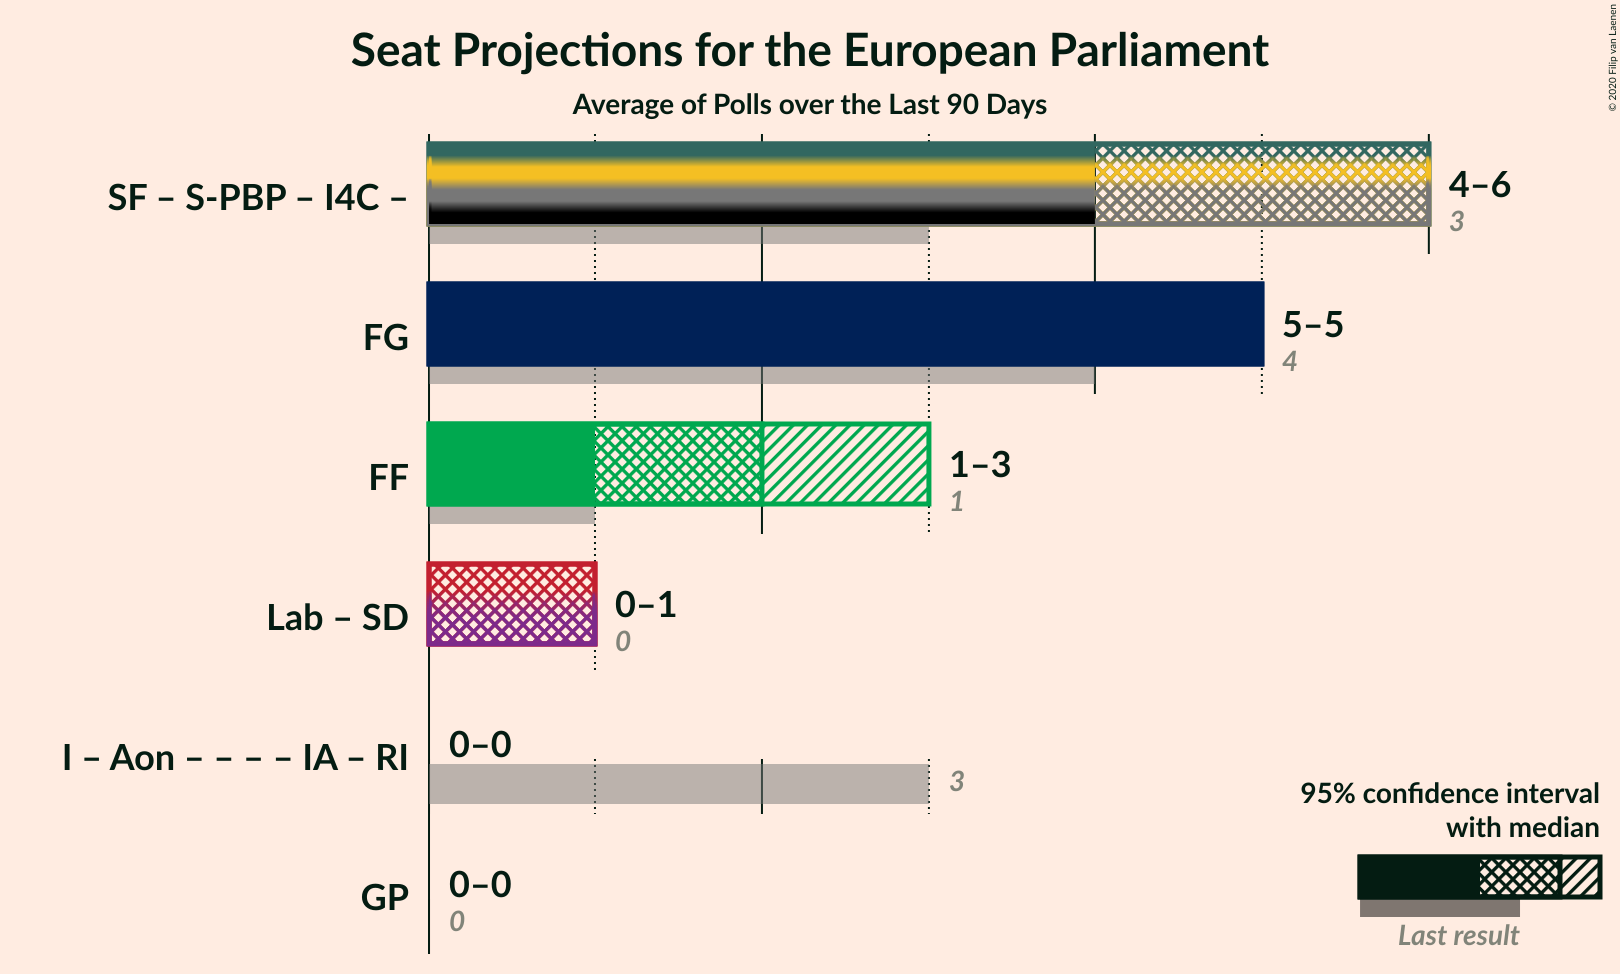 Seat Projections for the European Parliament
Average of Polls over the Last 90 Days
© 2020 Filip van Laenen
SF – S-PBP – I4C –
4–6
3
FG
5–5
4
FF
1–3
1
Lab – SD
0–1
0
I – Aon – – – – IA – RI
0–0
3
GP
0–0
0
95% confidence interval
with median
Last result